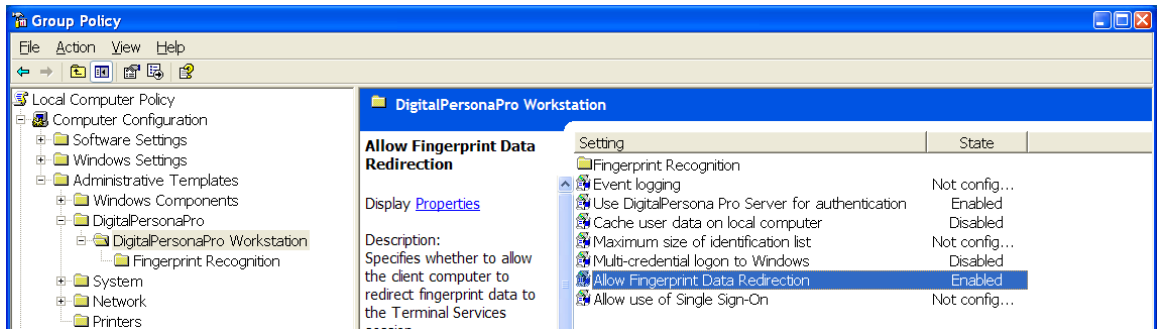 Group Policy
File Action View Help
Local Computer Policy
Computer Configuration
Software Settings
Windows Settings
Administrative Templates
Windows Components
DigitalPersonaPro
DigitalPersonaPro Workstation
Fingerprint Recognition
System
Network
Printers
DigitalPersonaPro Workstation
Allow Fingerprint Data
Redirection
Display Properties
Description:
Specifies whether to allow
the client computer to
redirect fingerprint data to
the Terminal Services
Setting State
Fingerprint Recognition
Event logging Not config...
Use DigitalPersona Pro Server for authentication Enabled
Cache user data on local computer Disabled
Maximum size of identification list Not config...
Multi-credential logon to Windows Disabled
Allow Fingerprint Data Redirection Enabled
Allow use of Single Sign-On Not config...